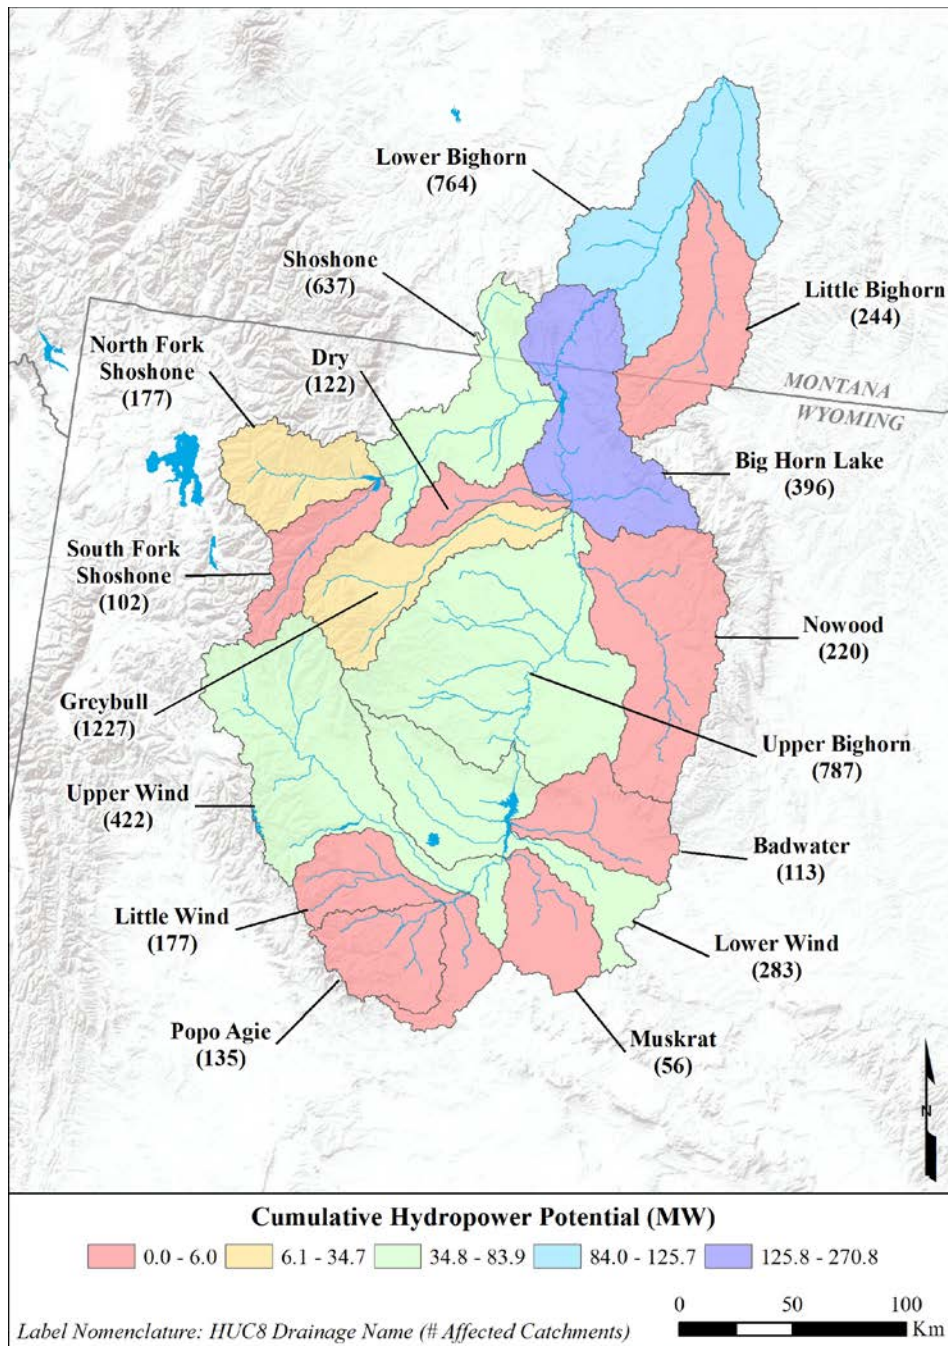 Lower Bighorn
(764)
Shoshone
(637)
Little Bighorn
(244)
North Fork
Shoshone
(177)
Dry
(122)
MONTANA
WYOMING
Big Horn Lake
(396)
South Fork
Shoshone
(102)
Nowood
(220)
Greybull
(1227)
Upper Bighorn
(787)
Upper Wind
(422)
Badwater
(113)
Little Wind
(177)
Lower Wind
(283)
Popo Agie
(135)
Muskrat
(56)
N
Cumulative Hydropower Potential (MW)
0.0 - 6.0 6.1 - 34.7 34.8 - 83.9 84.0 - 125.7 125.8 - 270.8
0 50 100
Km
Label Nomenclature: HUC8 Drainage Name (# Affected Catchments)